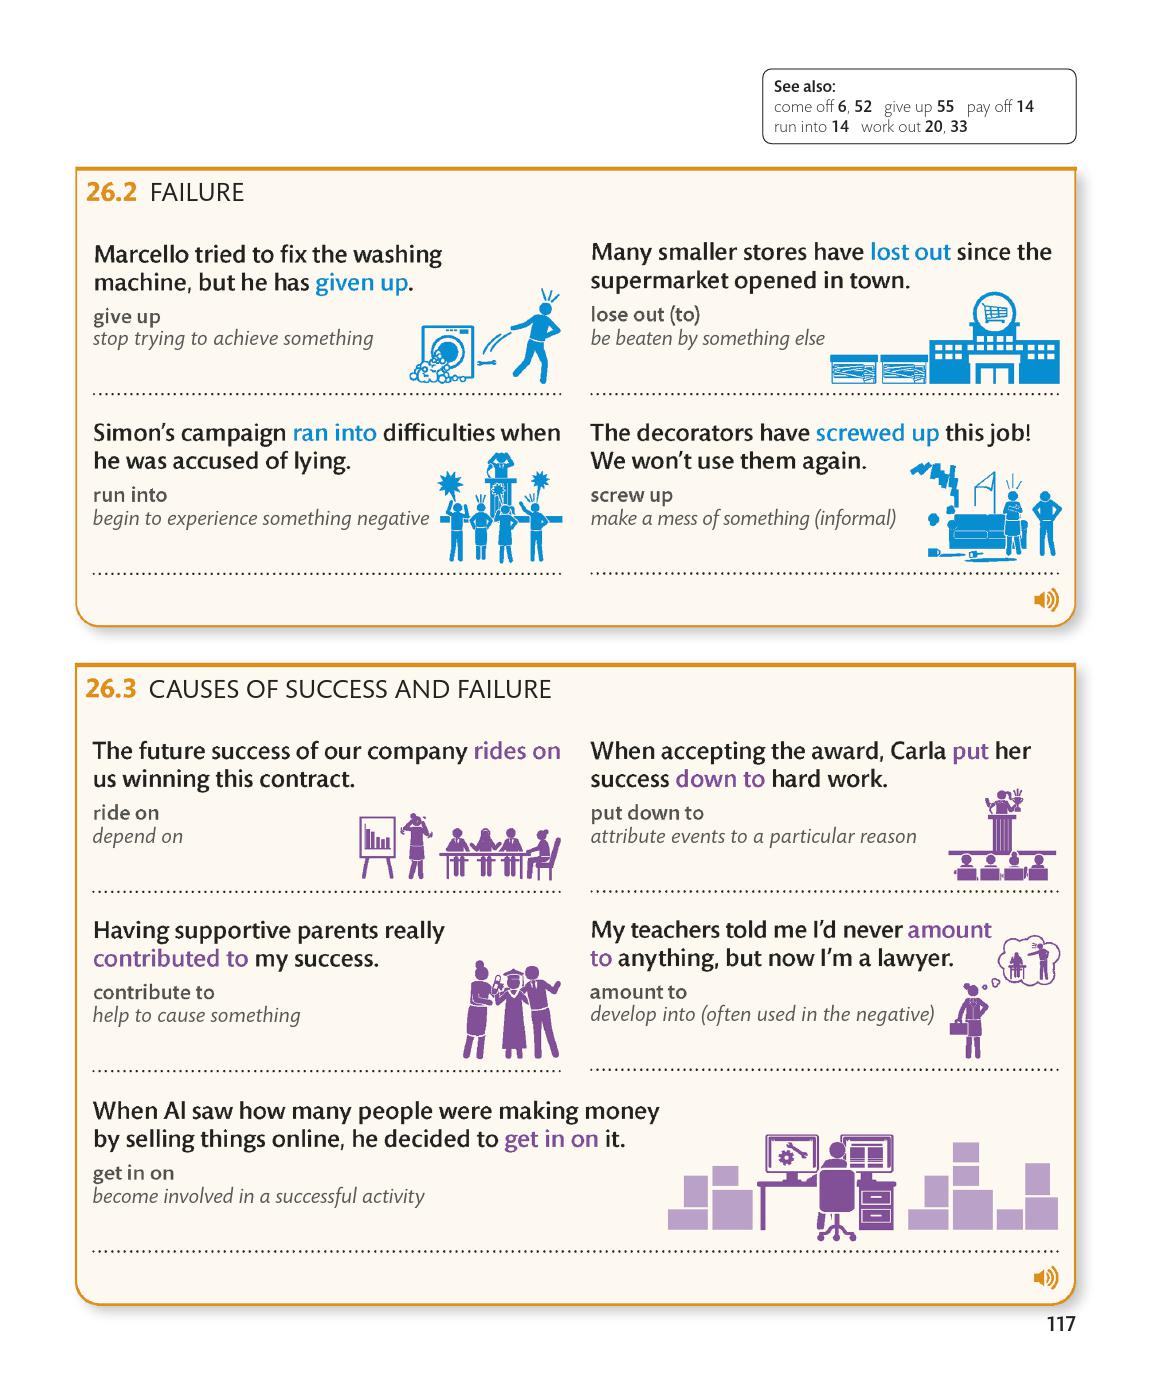 See also:
come off 6, 52 give up 55 pay off 14
run into 14 work out 20, 33
26.2 FAILURE
Marcello tried to fix the washing
machine, but he has given up.
give up
stop trying to achieve something
Many smaller stores have lost out since the
supermarket opened in town.
lose out (to)
be beaten by something else
Simon’s campaign ran into difficulties when
he was accused of lying.
run into
begin to experience something negative
The decorators have screwed up this job!
We won’t use them again.
screw up
make a mess of something (informal)
26.3 CAUSES OF SUCCESS AND FAILURE
The future success of our company rides on
us winning this contract.
ride on
depend on
When accepting the award, Carla put her
success down to hard work.
put down to
attribute events to a particular reason
Having supportive parents really
contributed to my success.
contribute to
help to cause something
My teachers told me I’d never amount
to anything, but now I’m a lawyer.
amount to
develop into (often used in the negative)
When Al saw how many people were making money
by selling things online, he decided to get in on it.
get in on
become involved in a successful activity
117